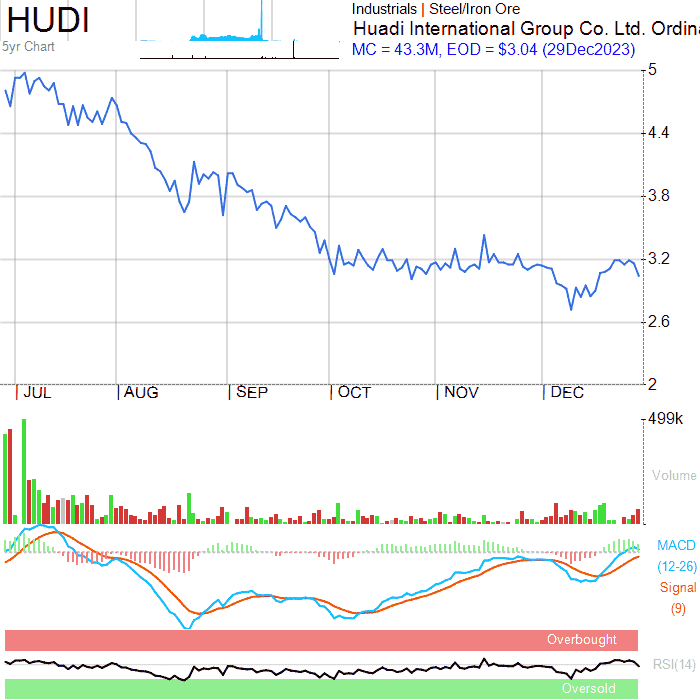 HUDI
5yr Chart
Industrials | Steel/Iron Ore
Huadi International Group Co. Ltd. Ordina
MC = 43.3M, EOD = $3.04 (29Dec2023)
5
4.4
3.8
3.2
2.6
2
JUL AUG SEP OCT NOV DEC
499k
Volume
MACD
(12-26)
Signal
(9)
Overbought
RSI(14)
Oversold